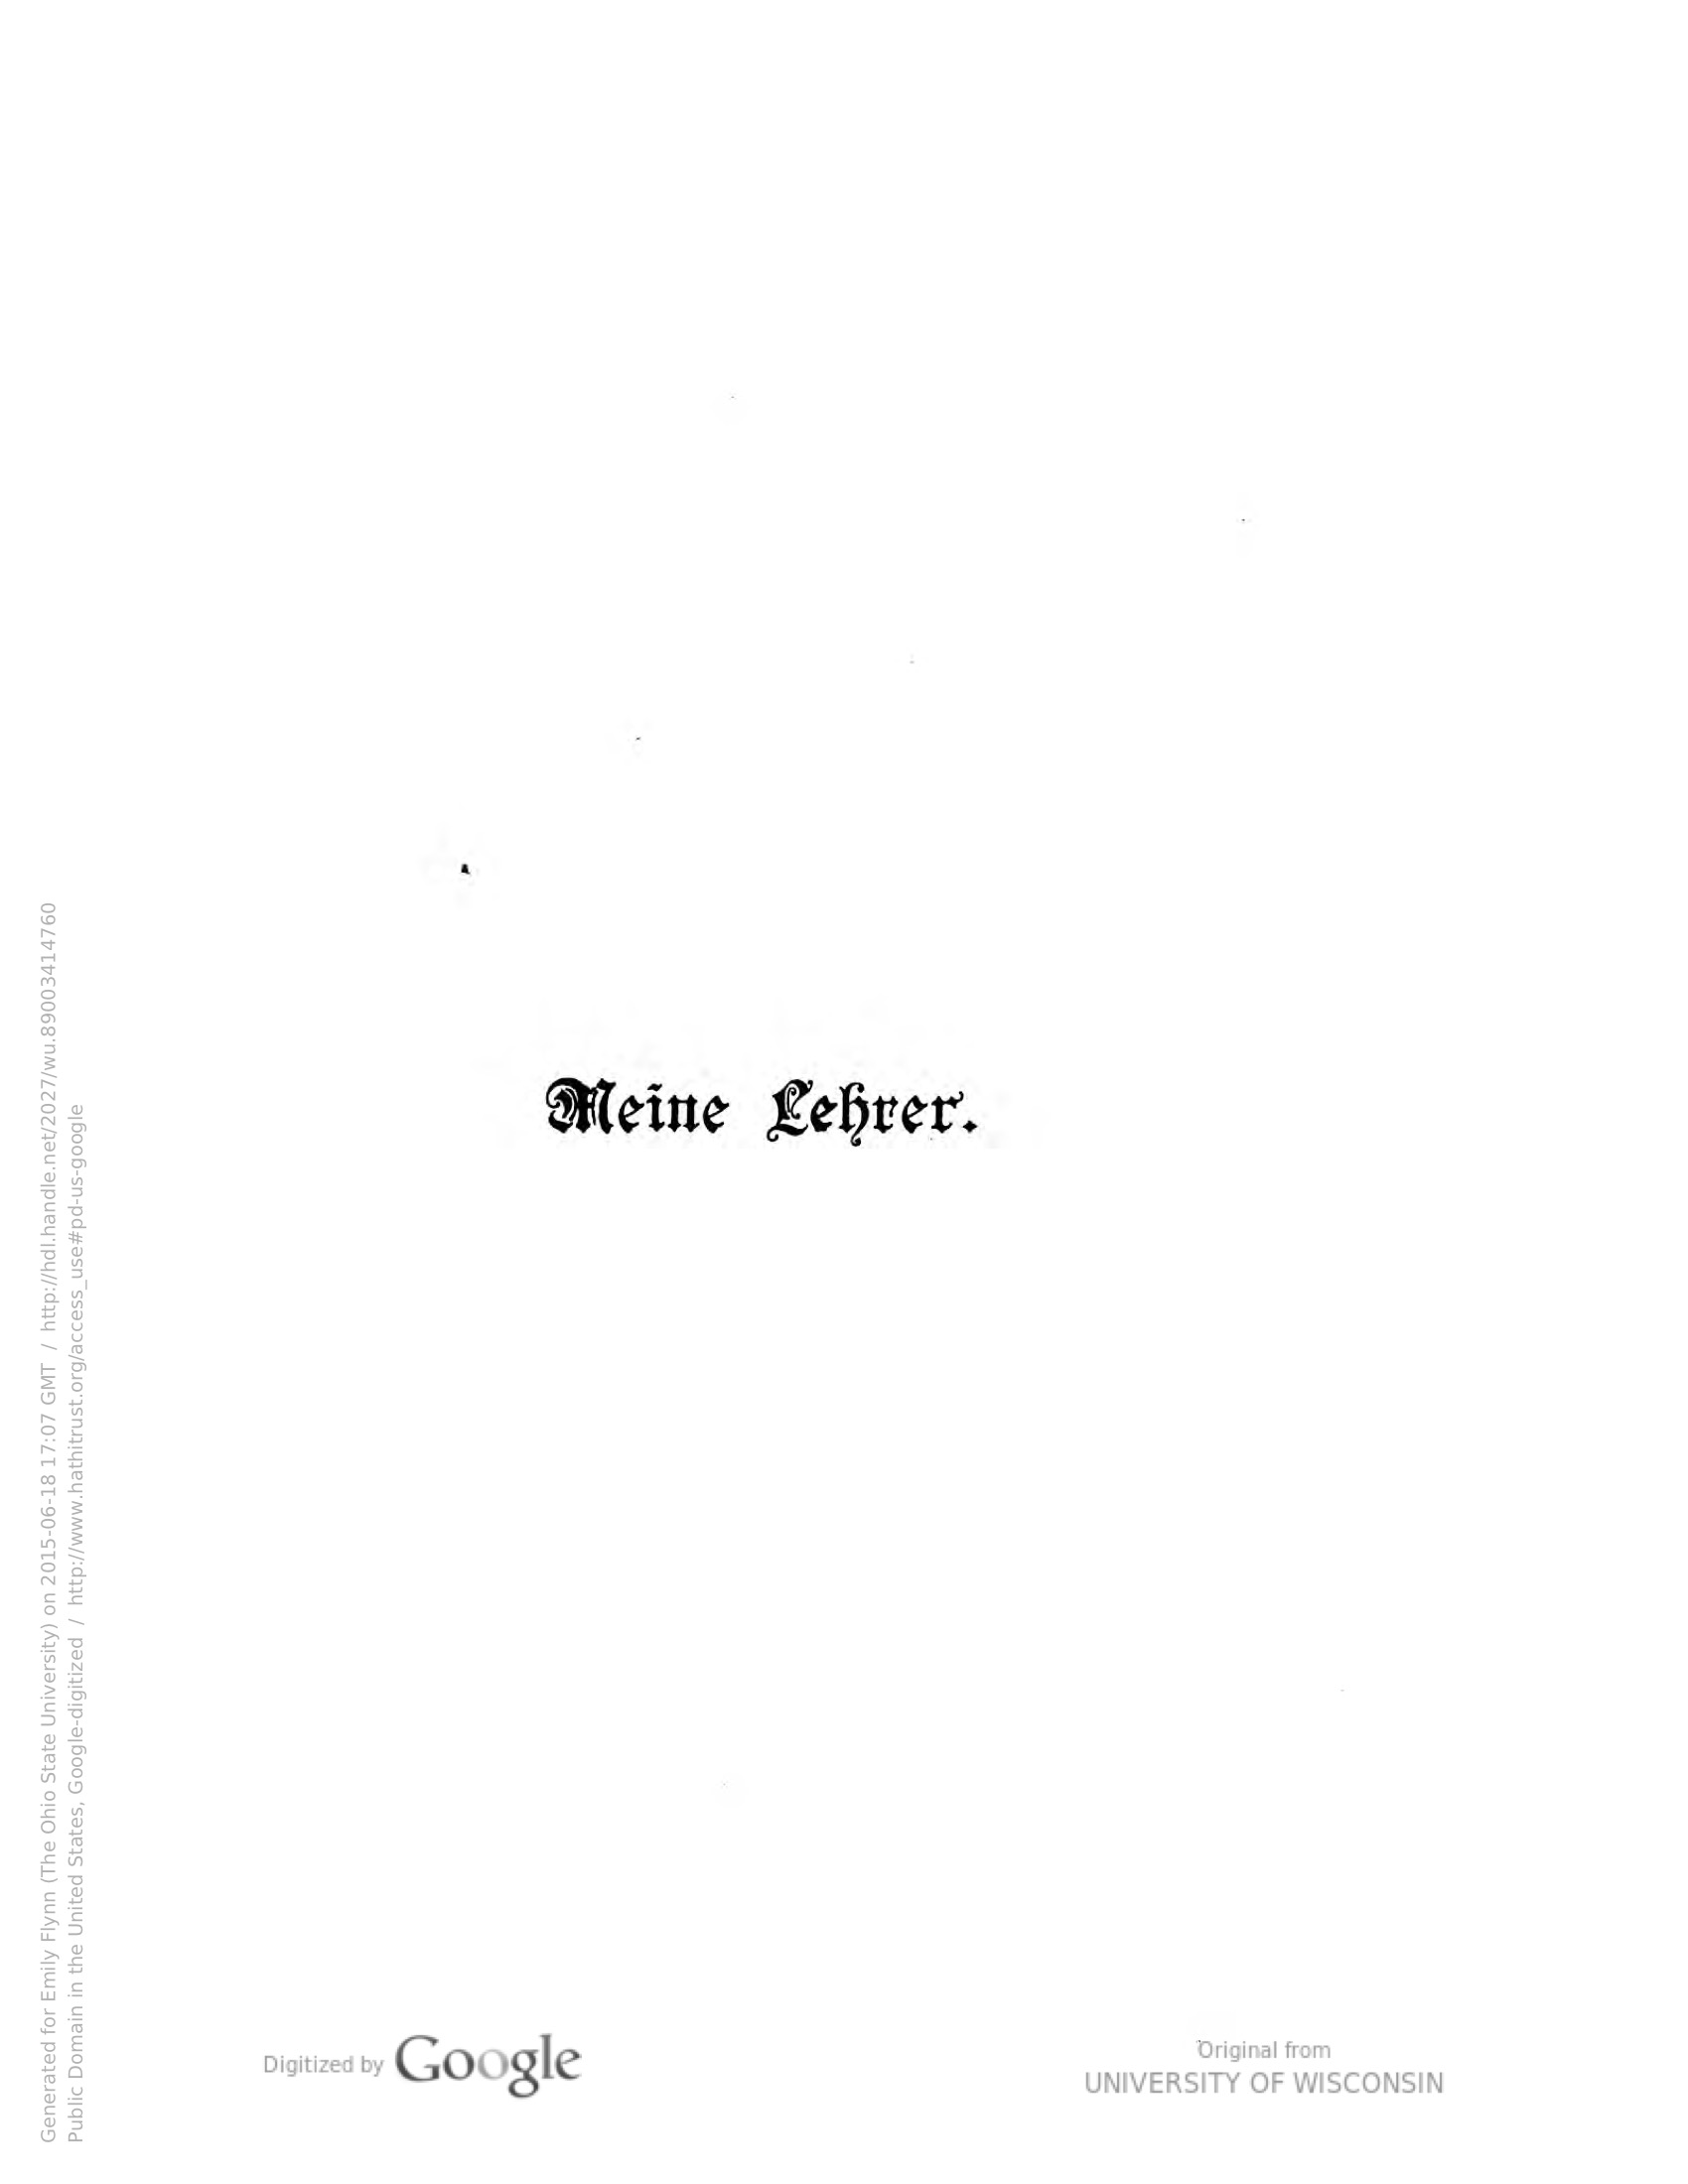 Meine Lehrer.
Generated for Emily Flynn (The Ohio State University) on 2015-06-18 17:07 GMT / http://hdl.handle.net/2027/wu.89003414760
Public Domain in the United States, Google-digitized / http://www.hathitrust.org/access_use#pd-us-google
Digitized by Google
Original from
UNIVERSITY OF WISCONSIN